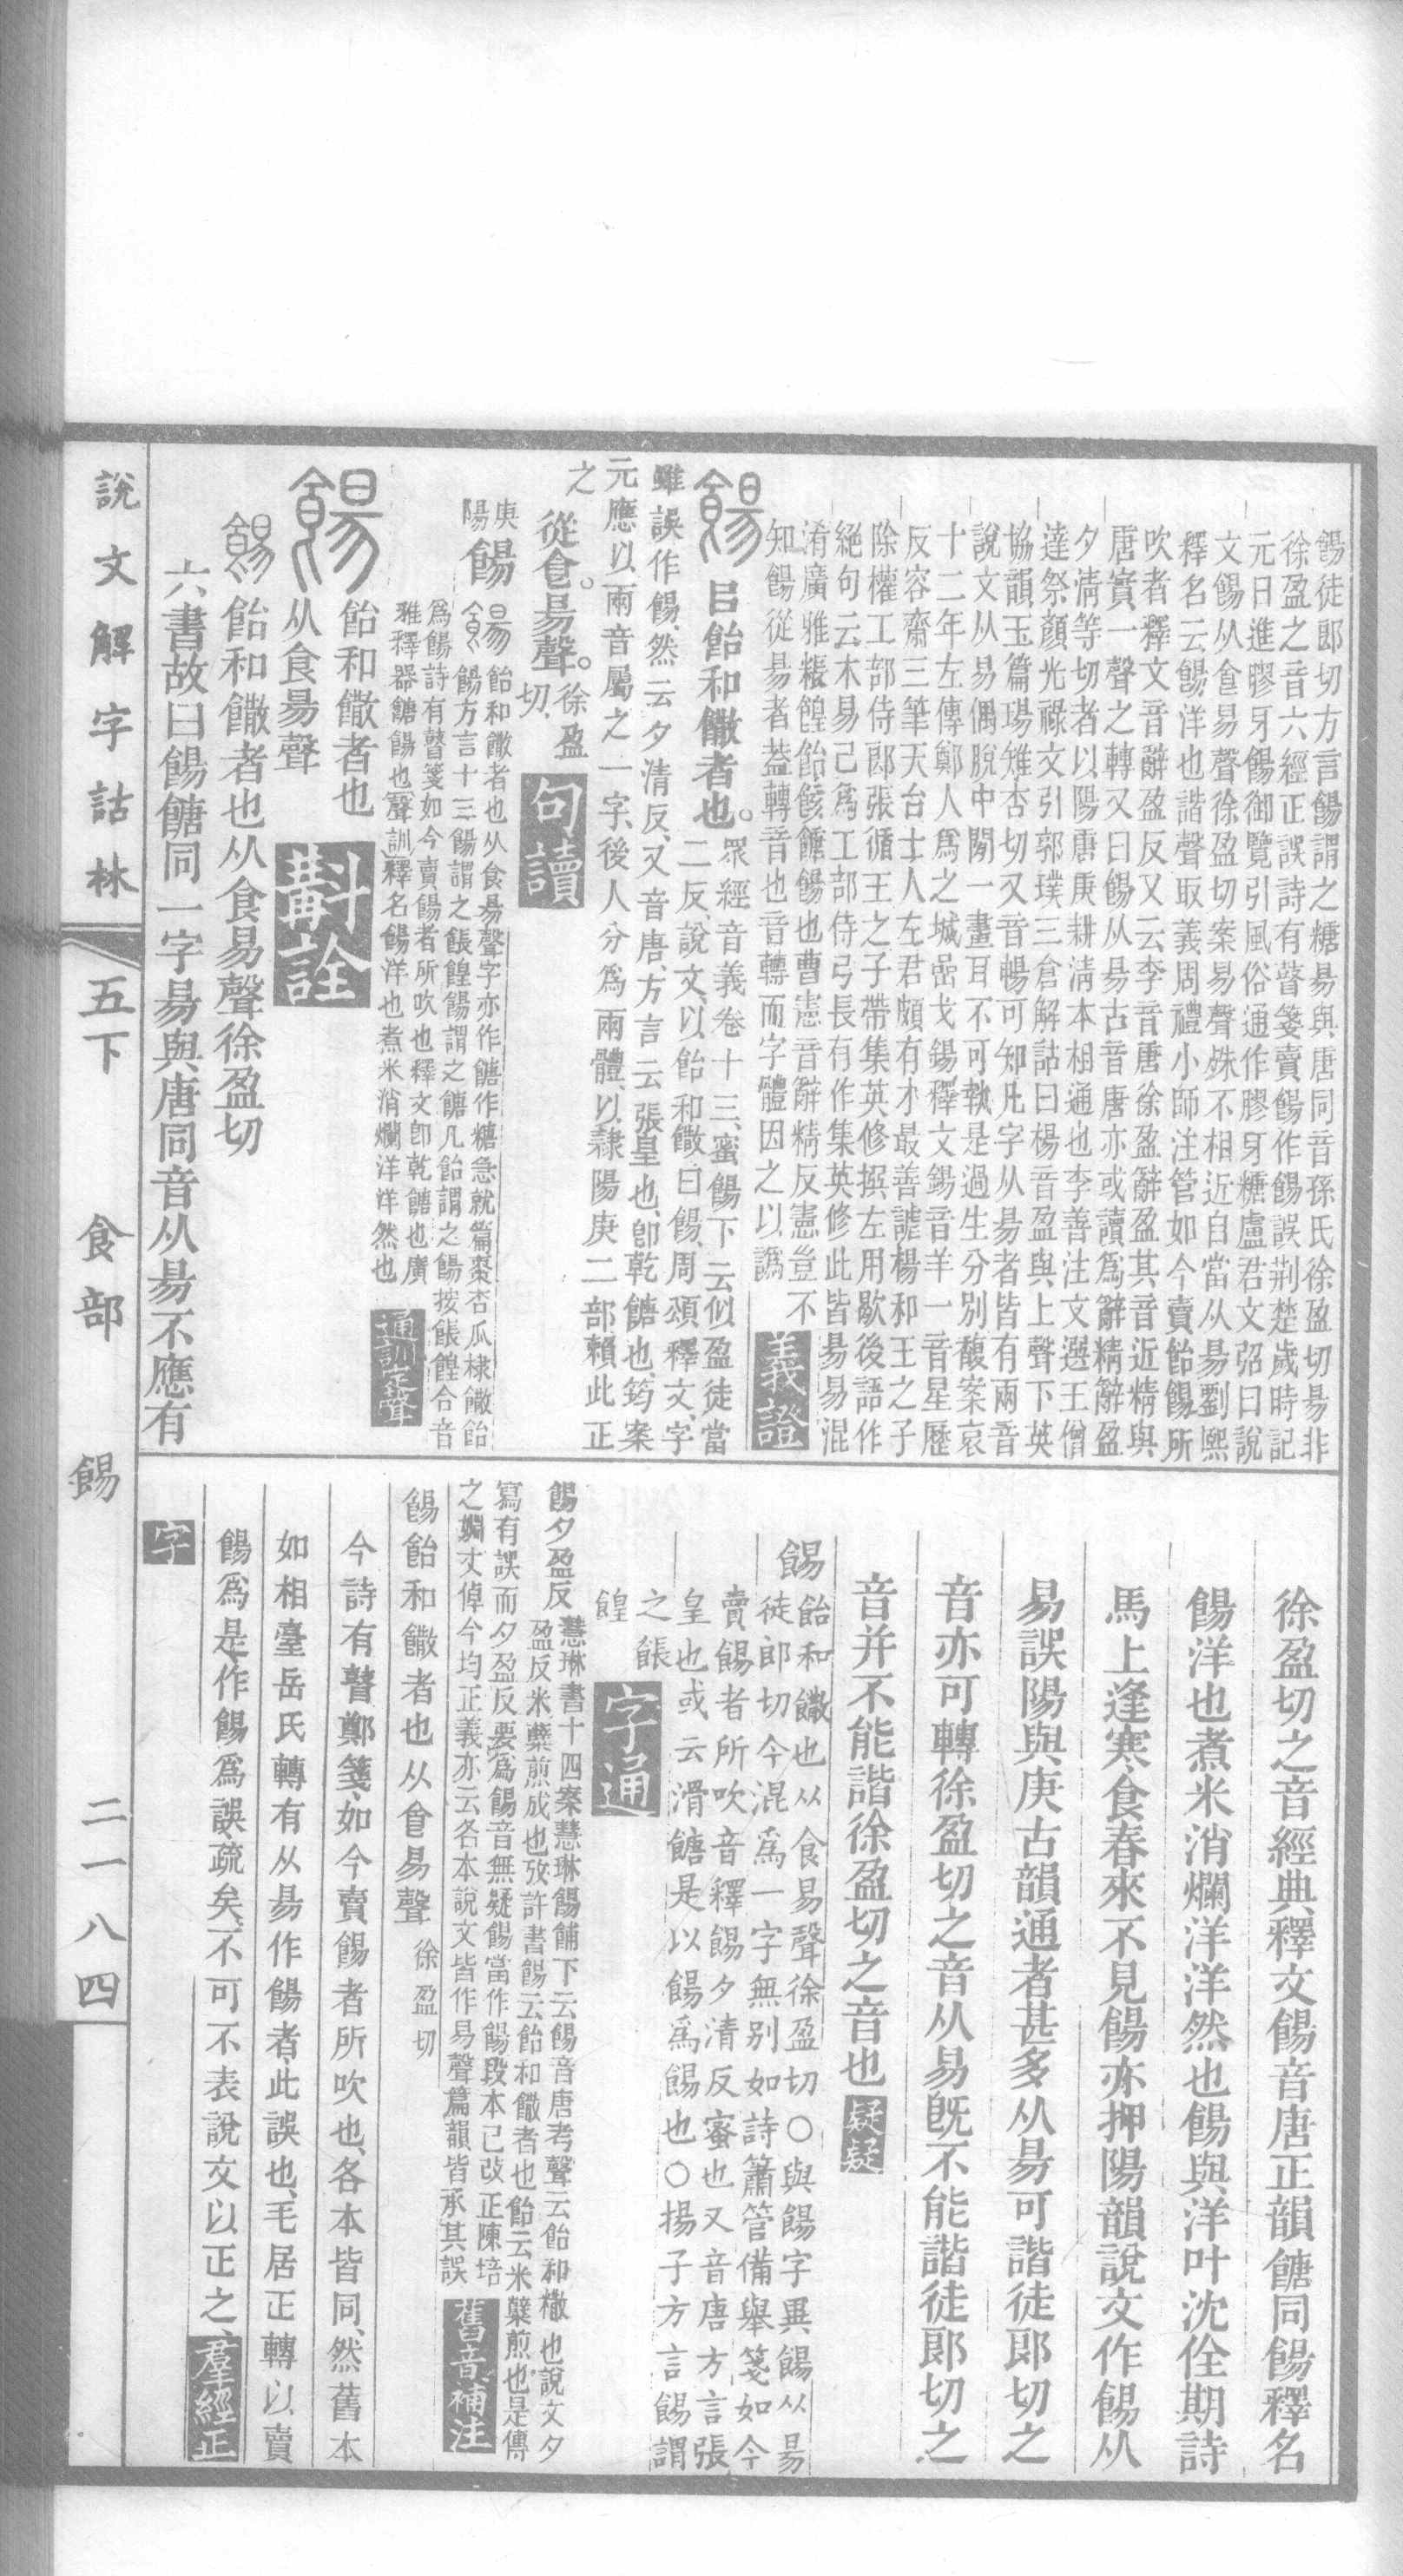 餳徒郎切方言餳謂之糖昜與唐同音孫氏徐盈切昜非
徐盈之音六經正誤詩有瞽箋賣餳作餳誤荆楚歲時記
元日進膠牙餳御覽引風俗通作膠牙糖盧君文弨曰說
文餳从食易聲徐盈切案易聲殊不相近白當从昜劉熙
釋名云餳洋也諧聲取義周禮小師注管如今賣飴餳所
吹者釋文音辭盈反又云李音唐徐盈辭盈其音近精與
唐實一聲之轉又曰餳从昜古音唐亦或讀爲辭精辭盈
夕清等切者以陽唐庚耕清本相通也李善注文選王僧
達祭顏光祿文引郭璞三倉解詁曰楊音盈與上聲下英
協韻玉篇瑒雉杏切又音暢可知凡字从昜者皆有兩音
說文从昜偶脫中閒一畫耳不可執是過生分別馥案哀
十二年左傳鄭人爲之城嵒戈錫釋文錫音羊一音星歷
反容齋三筆天台士人左君頗有才最善謔楊和王之子
除權工部侍郎張循王之子帶集英修撰左用歇後語作
絕句云木易己爲工部侍弓長有作集英修此皆昜易混
淆廣雅粻餭飴餩餹餳也曹憲音辭精反憲豈不
知餳從昜者葢轉音也音轉而字體因之以譌
義證
餳㠯飴和饊者也。眾經音義卷十三、蜜餳下云似盈徒當
二反、說文、以飴和饊曰餳、周頌釋文、字
雖誤作餳、然云夕清反、又音唐、方言云張皇也、卽乾餹也、筠案
元應以兩音屬之一字、後人分爲兩體、以隸陽庚二部賴此正
之
從食。昜聲。徐盈切、
句讀
庚陽
餳餳飴和饊者也从食昜聲字亦作餹作糖急就篇棗杏瓜棣饊飴
餳方言十三餳謂之餦餭餳謂之餹凡飴謂之餳按餦餭合音
爲餳詩有瞽箋如今賣餳者所吹也釋文卽乾餹也廣
雅釋器餹餳也聲訓釋名餳洋也煮米消爛洋洋然也
通訓定聲
餳飴和饊者也
从食昜聲
斠詮
餳飴和饊者也从食易聲徐盈切
六書故曰餳餹同一字昜與唐同音从易不應有
徐盈切之音經典釋文餳音唐正韻餹同餳釋名
餳洋也煮米消爛洋洋然也餳與洋叶沈佺期詩
馬上逢寒食春來不見餳亦押陽韻說文作餳从
易誤陽與庚古韻通者甚多从昜可諧徒郎切之
音亦可轉徐盈切之音从易旣不能諧徒郎切之
音并不能諧徐盈切之音也
疑疑
餳飴和饊也从食易聲徐盈切○與餳字異餳从昜
徒郎切今混爲一字無別如詩簫管備舉箋如今
賣餳者所吹音釋餳夕清反蜜也又音唐方言張
皇也或云滑餹是以餳爲餳也○揚子方言餳謂
之餦
餭
字通
餳夕盈反慧琳書十四案慧琳餳餔下云餳音唐考聲云飴和橵也說文夕
盈反米櫱煎成也攷許書餳云飴和饊者也飴云米櫱煎也是傳
寫有誤而夕盈反要爲餳音無疑餳當作餳段本已改正陳培
之嫻丈倬今均正義亦云各本說文皆作易聲篇韻皆承其誤
舊音補注
餳飴和饊者也从食易聲徐盈切
今詩有瞽鄭箋、如今賣餳者所吹也、各本皆同、然舊本
如相臺岳氏轉有从昜作餳者、此誤也、毛居正轉以賣
餳爲是、作餳爲誤、疏矣、不可不表說文以正之、
羣經正
字
說文解字詁林
五下
食部
餳
二一八四